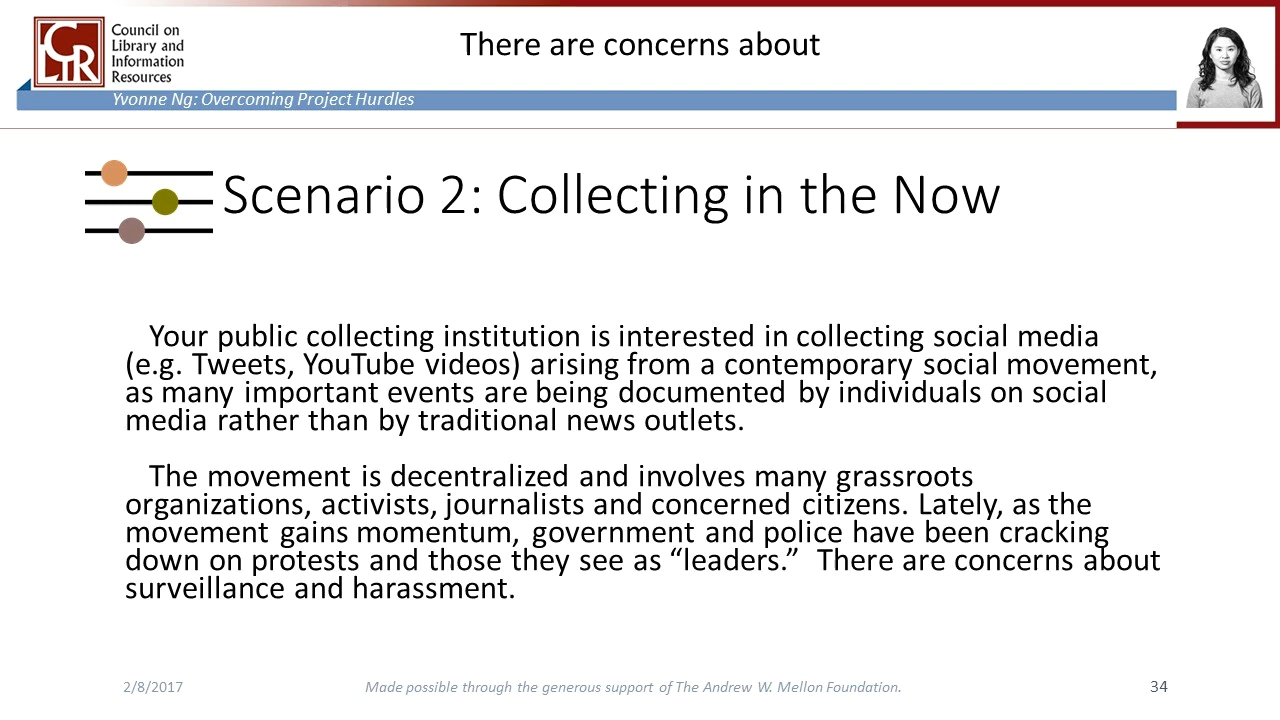 CLIR
Council on
Library and
Information
Resources
There are concerns about
Yvonne Ng: Overcoming Project Hurdles
Scenario 2: Collecting in the Now
Your public collecting institution is interested in collecting social media
(e.g. Tweets, YouTube videos) arising from a contemporary social movement,
as many important events are being documented by individuals on social
media rather than by traditional news outlets.
The movement is decentralized and involves many grassroots
organizations, activists, journalists and concerned citizens. Lately, as the
movement gains momentum, government and police have been cracking
down on protests and those they see as “leaders.”  There are concerns about
surveillance and harassment.
2/8/2017
Made possible through the generous support of The Andrew W. Mellon Foundation.
34